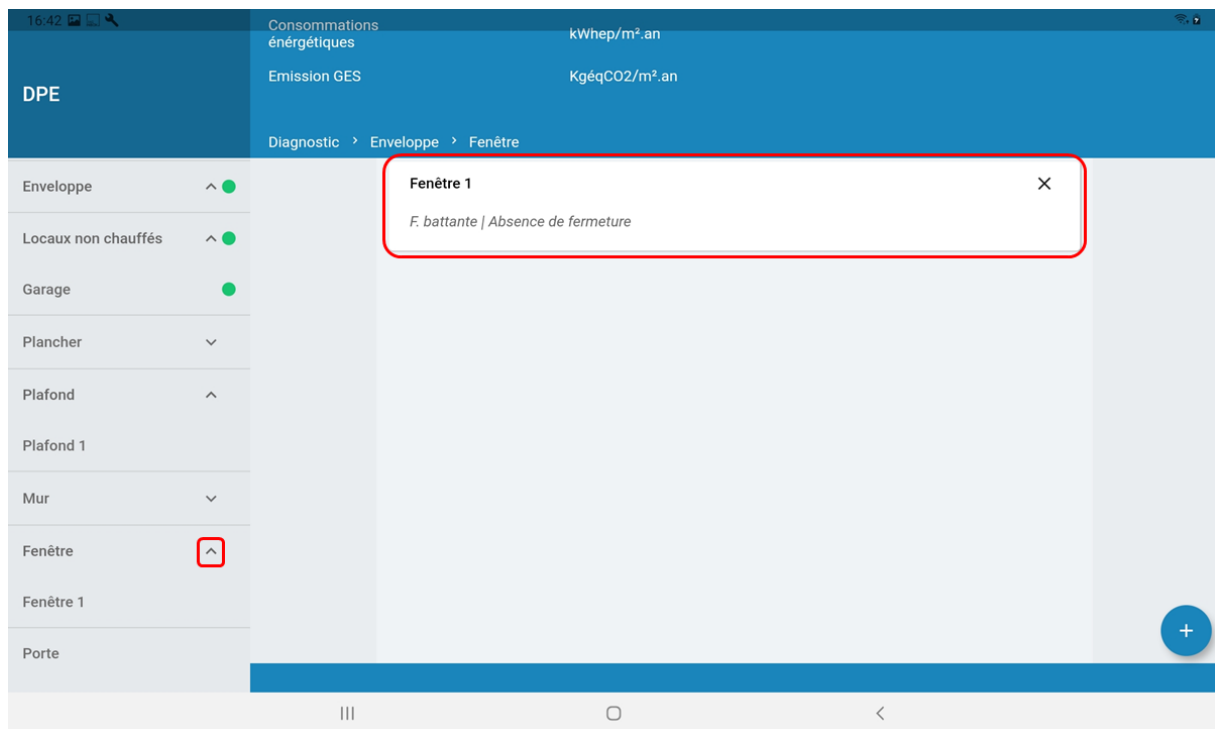 16:42
Consommations
énérgétiques
kWhep/m².an
DPE
Emission GES
KgéqCO2/m².an
Diagnostic > Enveloppe > Fenêtre
Enveloppe
Locaux non chauffés
Garage
Plancher
Plafond
Plafond 1
Mur
Fenêtre
Fenêtre 1
Porte
Fenêtre 1
F. battante | Absence de fermeture